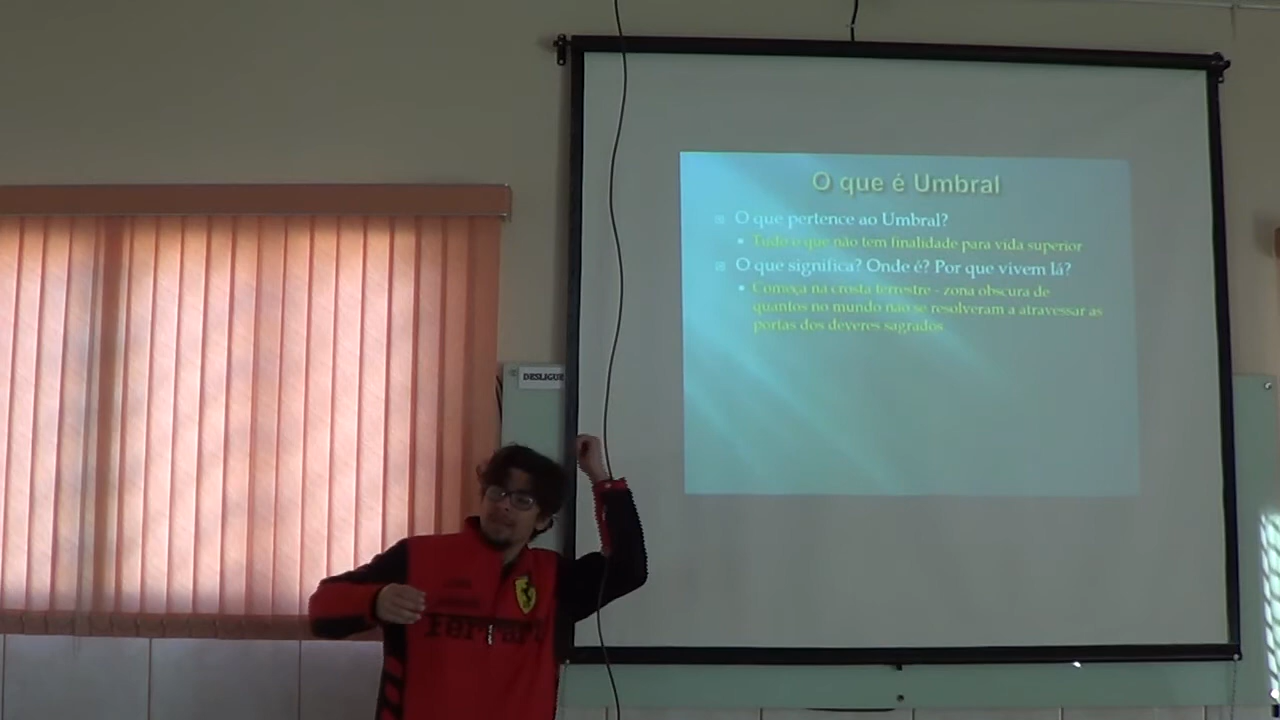 O que é Umbral
O que pertence ao Umbral?
Tudo o que não tem finalidade para vida superior
O que significa? Onde é? Por que vivem lá?
Começa na crosta terrestre - zona obscura de
quantos no mundo não se resolveram a atravessar as
portas dos deveres sagrados
DESLIGUE
Ferrari